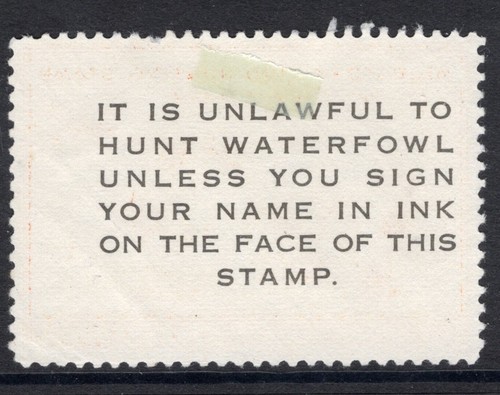 IT IS UNLAWFUL TO
HUNT WATERFOWL
UNLESS YOU SIGN
YOUR NAME IN INK
ON THE FACE OF THIS
STAMP.